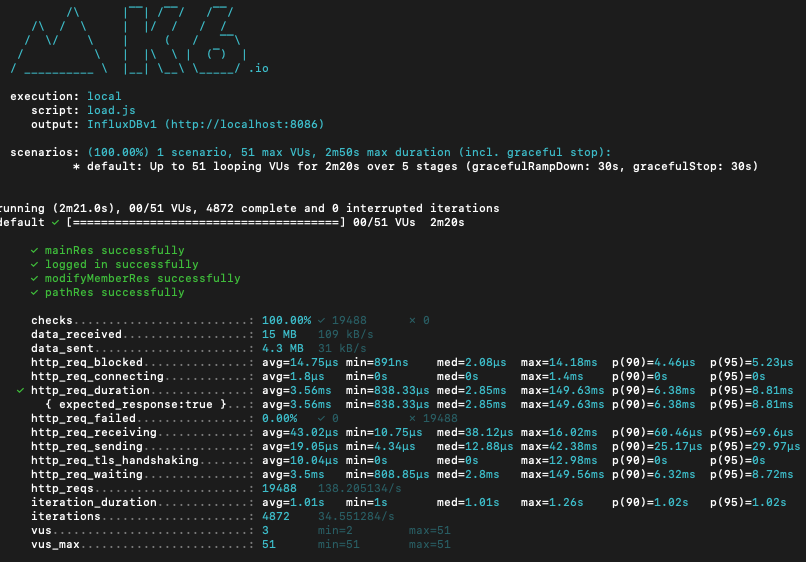 /\      |‾‾| /‾‾/   /‾‾/
/\  /  \     |  |/  /   /  /
/  \/    \    |     (   /   ‾‾\
/          \   |  |\  \ |  (‾)  |
/ __________ \  |__| \__\ \_____/ .io
execution: local
script: load.js
output: InfluxDBv1 (http://localhost:8086)
scenarios: (100.00%) 1 scenario, 51 max VUs, 2m50s max duration (incl. graceful stop):
* default: Up to 51 looping VUs for 2m20s over 5 stages (gracefulRampDown: 30s, gracefulStop: 30s)
running (2m21.0s), 00/51 VUs, 4872 complete and 0 interrupted iterations
default ✓ [======================================] 00/51 VUs  2m20s
✓ mainRes successfully
✓ logged in successfully
✓ modifyMemberRes successfully
✓ pathRes successfully
checks.........................: 100.00% ✓ 19488      ✗ 0
data_received..................: 15 MB   109 kB/s
data_sent......................: 4.3 MB  31 kB/s
http_req_blocked...............: avg=14.75µs min=891ns    med=2.08µs  max=14.18ms  p(90)=4.46µs  p(95)=5.23µs
http_req_connecting............: avg=1.8µs   min=0s       med=0s      max=1.4ms    p(90)=0s      p(95)=0s
✓ http_req_duration..............: avg=3.56ms  min=838.33µs med=2.85ms  max=149.63ms p(90)=6.38ms  p(95)=8.81ms
{ expected_response:true }...: avg=3.56ms  min=838.33µs med=2.85ms  max=149.63ms p(90)=6.38ms  p(95)=8.81ms
http_req_failed................: 0.00%   ✓ 0          ✗ 19488
http_req_receiving.............: avg=43.02µs min=10.75µs  med=38.12µs max=16.02ms  p(90)=60.46µs p(95)=69.6µs
http_req_sending...............: avg=19.05µs min=4.34µs   med=12.88µs max=42.38ms  p(90)=25.17µs p(95)=29.97µs
http_req_tls_handshaking.......: avg=10.04µs min=0s       med=0s      max=12.98ms  p(90)=0s      p(95)=0s
http_req_waiting...............: avg=3.5ms   min=808.85µs med=2.8ms   max=149.56ms p(90)=6.32ms  p(95)=8.72ms
http_reqs......................: 19488   138.205134/s
iteration_duration.............: avg=1.01s   min=1s       med=1.01s   max=1.26s    p(90)=1.02s   p(95)=1.02s
iterations.....................: 4872    34.551284/s
vus............................: 3       min=2        max=51
vus_max........................: 51      min=51       max=51